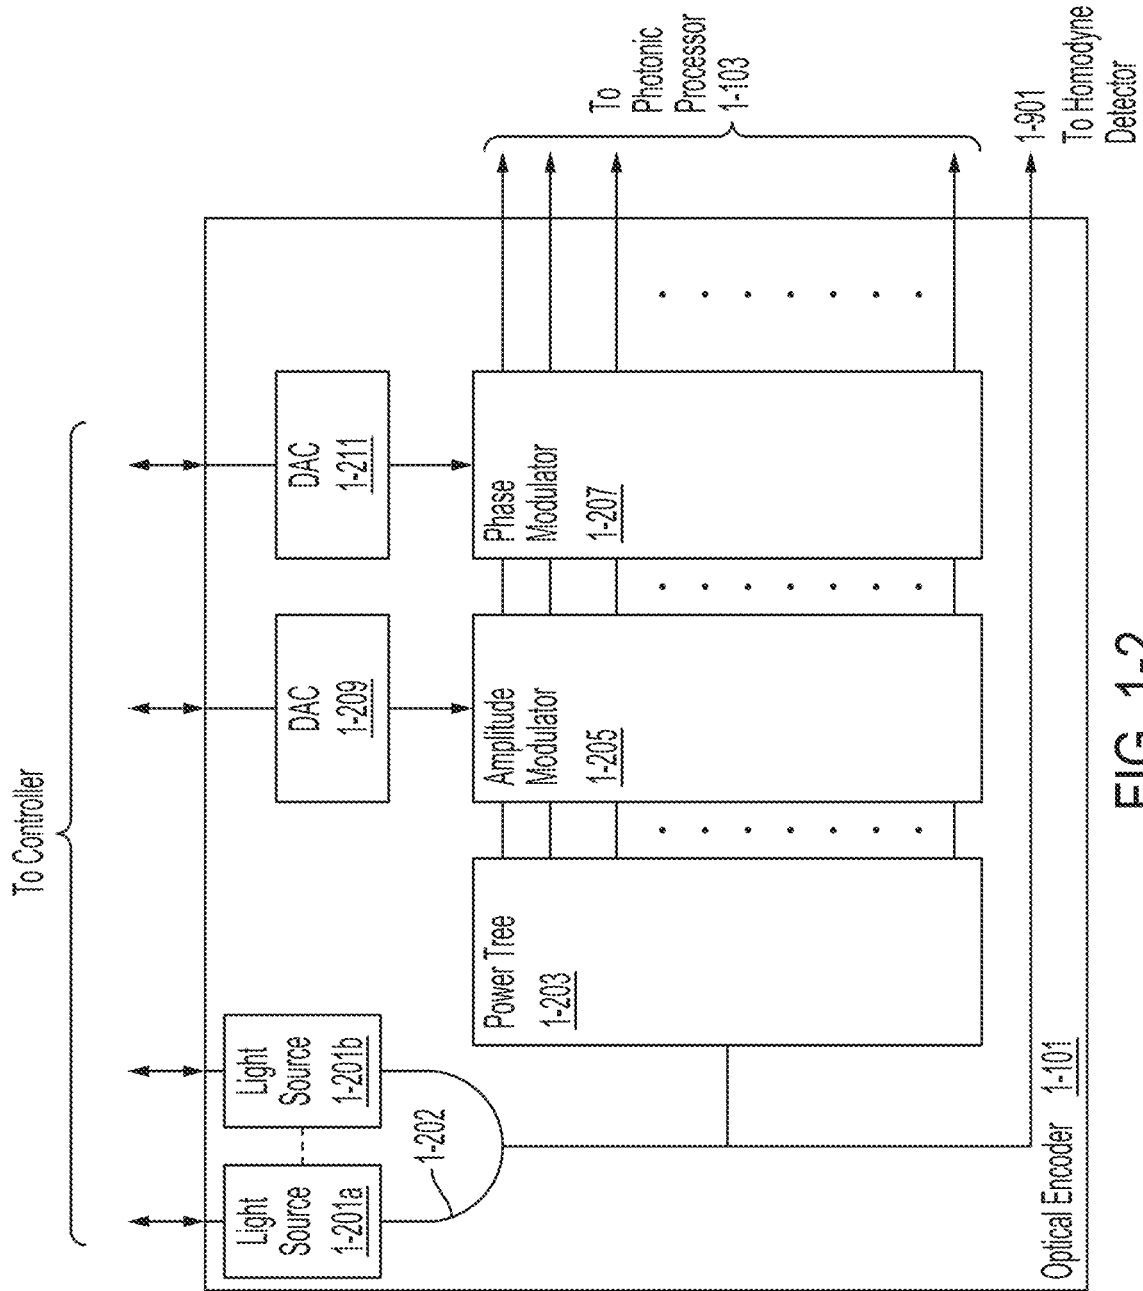 To Controller
Light
Source
1-201a
Light
Source
1-201b
1-202
DAC
1-209
DAC
1-211
Power Tree
1-203
Amplitude
Modulator
1-205
Phase
Modulator
1-207
To
Photonic
Processor
1-103
1-901
To Homodyne
Detector
Optical Encoder 1-101
FIG. 1-2